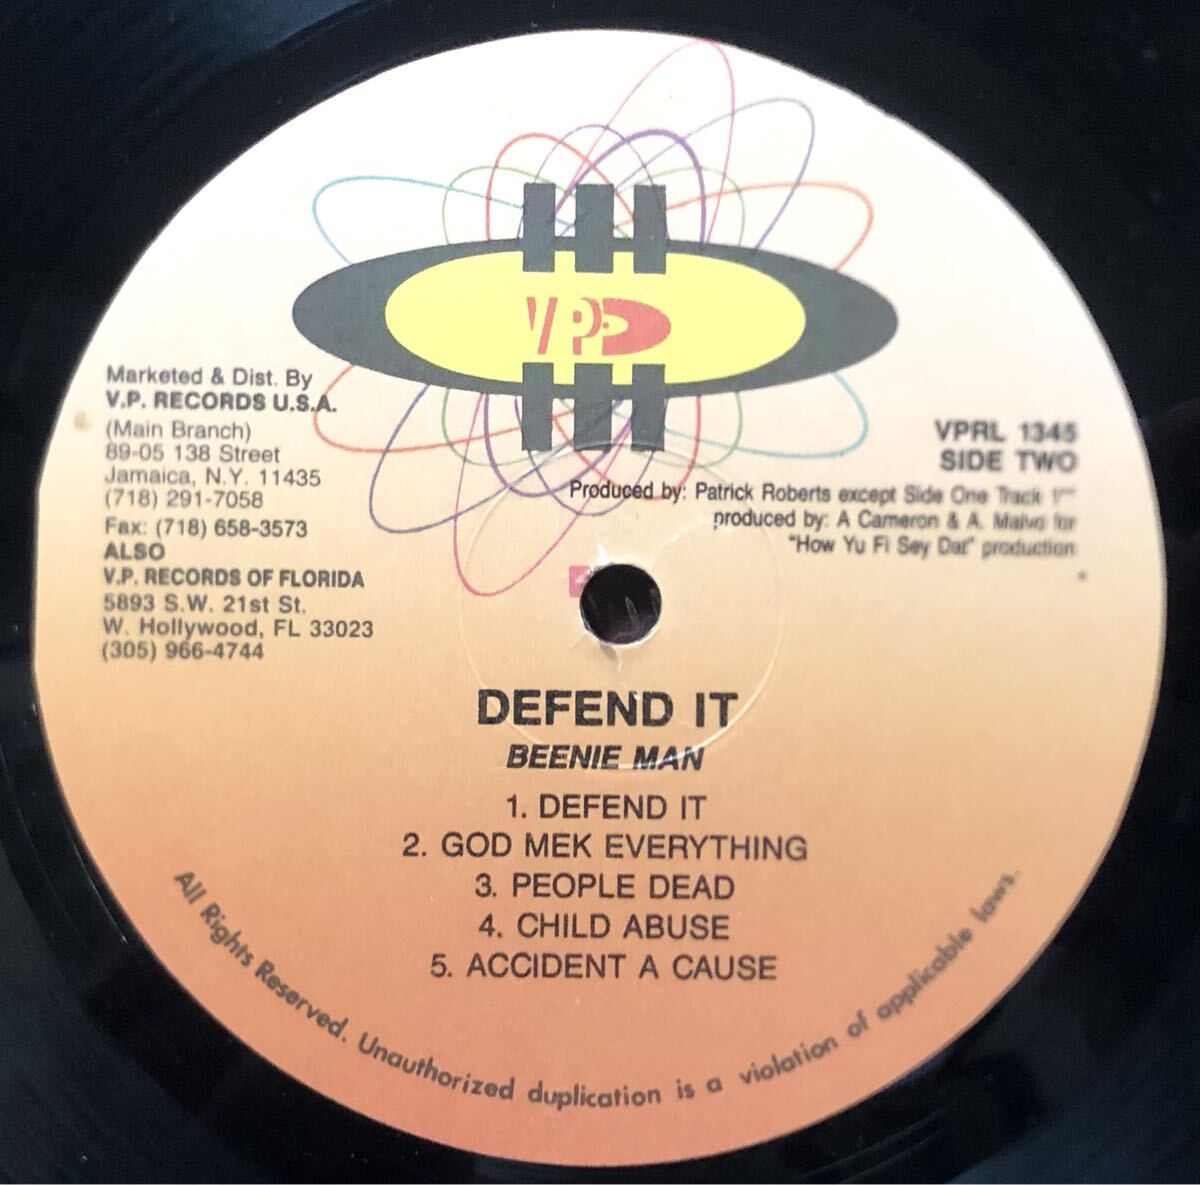 VP
Marketed & Dist. By
V.P. RECORDS U.S.A.
(Main Branch)
89-05 138 Street
Jamaica, N.Y. 11435
(718) 291-7058
Fax: (718) 658-3573
ALSO
V.P. RECORDS OF FLORIDA
5893 S.W. 21st St.
W. Hollywood, FL 33023
(305) 966-4744
VPRL 1345
SIDE TWO
Produced by: Patrick Roberts except Side One Track 1""
produced by: A Cameron & A. Malvo for
"How Yu Fi Sey Dat" production
DEFEND IT
BEENIE MAN
1. DEFEND IT
2. GOD MEK EVERYTHING
3. PEOPLE DEAD
4. CHILD ABUSE
5. ACCIDENT A CAUSE
All Rights Reserved. Unauthorized duplication is a violation of applicable laws.